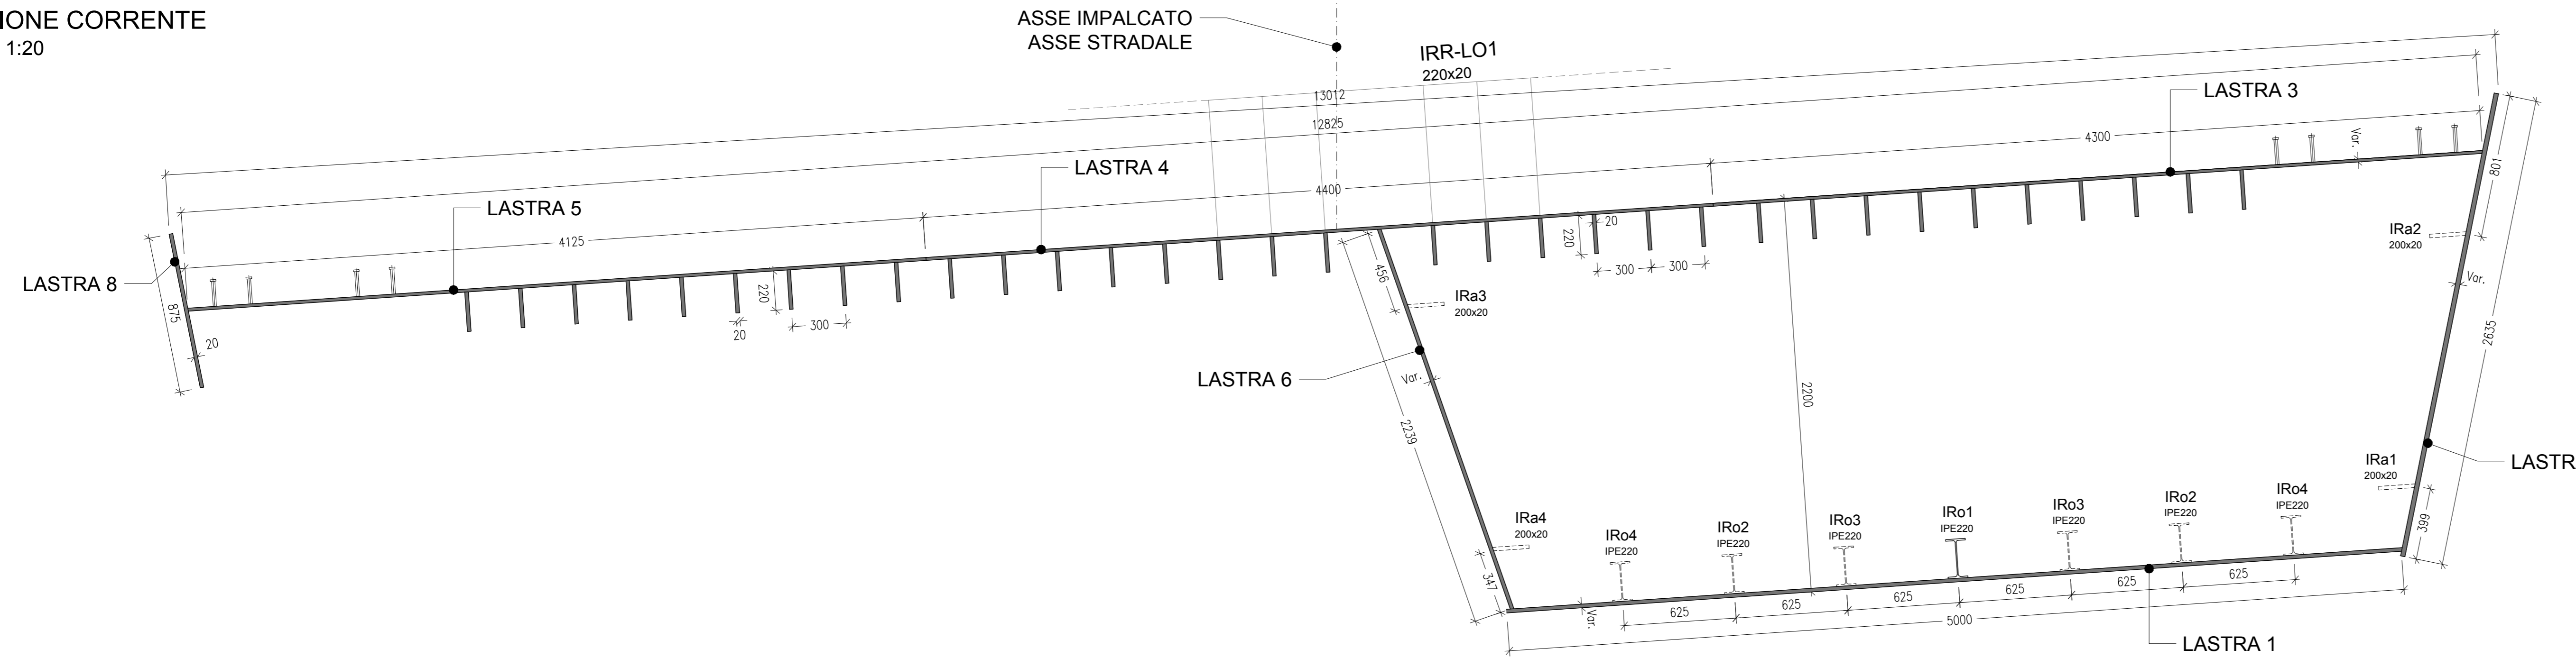 IONE CORRENTE
1:20
ASSE IMPALCATO
ASSE STRADALE
IRR-LO1
220x20
13012
12825
LASTRA 3
4300
Var.
801
LASTRA 4
4400
LASTRA 5
4125
LASTRA 8
875
20
220
20
300
20
220
300
300
456
IRa3
200x20
IRa2
200x20
Var.
2635
LASTRA 6
Var.
2239
2200
LASTR
IRa1
200x20
399
IRa4
200x20
347
IRo4
IPE220
IRo2
IPE220
IRo3
IPE220
IRo1
IPE220
IRo3
IPE220
IRo2
IPE220
IRo4
IPE220
Var.
625
625
625
625
625
625
5000
LASTRA 1